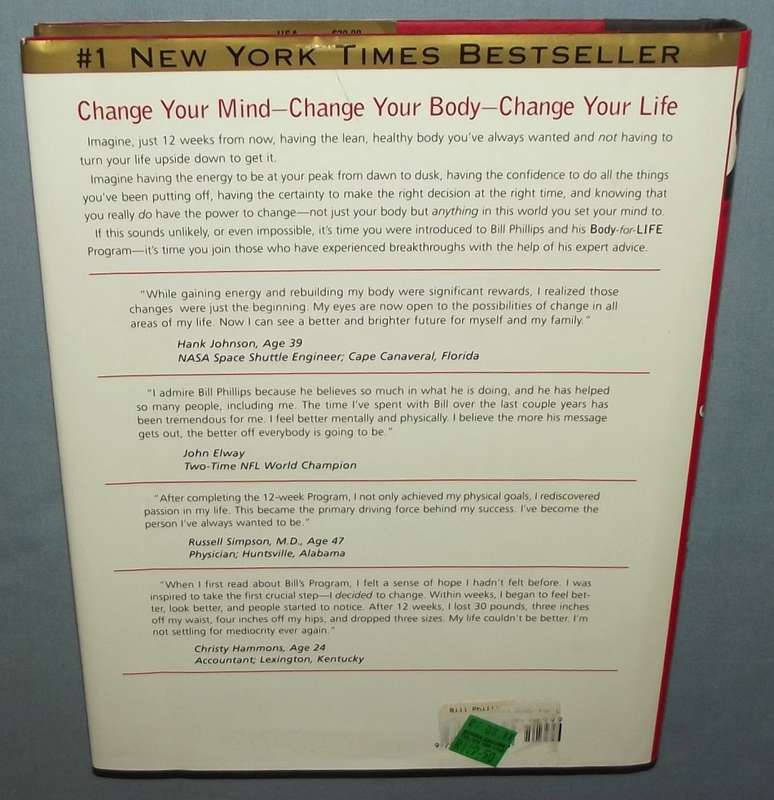 #1 New York Times Bestseller
Change Your Mind—Change Your Body—Change Your Life
Imagine, just 12 weeks from now, having the lean, healthy body you've always wanted and not having to
turn your life upside down to get it.
Imagine having the energy to be at your peak from dawn to dusk, having the confidence to do all the things
you've been putting off, having the certainty to make the right decision at the right time, and knowing that
you really do have the power to change—not just your body but anything in this world you set your mind to.
If this sounds unlikely, or even impossible, it's time you were introduced to Bill Phillips and his Body-for-LIFE
Program—it's time you join those who have experienced breakthroughs with the help of his expert advice.
"While gaining energy and rebuilding my body were significant rewards, I realized those
changes were just the beginning. My eyes are now open to the possibilities of change in all
areas of my life. Now I can see a better and brighter future for myself and my family."
Hank Johnson, Age 39
NASA Space Shuttle Engineer; Cape Canaveral, Florida
"I admire Bill Phillips because he believes so much in what he is doing, and he has helped
so many people, including me. The time I've spent with Bill over the last couple years has
been tremendous for me. I feel better mentally and physically. I believe the more his message
gets out, the better off everybody is going to be."
John Elway
Two-Time NFL World Champion
"After completing the 12-week Program, I not only achieved my physical goals, I rediscovered
passion in my life. This became the primary driving force behind my success. I've become the
person I've always wanted to be."
Russell Simpson, M.D., Age 47
Physician; Huntsville, Alabama
"When I first read about Bill's Program, I felt a sense of hope I hadn't felt before. I was
inspired to take the first crucial step—I decided to change. Within weeks, I began to feel bet-
ter, look better, and people started to notice. After 12 weeks, I lost 30 pounds, three inches
off my waist, four inches off my hips, and dropped three sizes. My life couldn't be better. I'm
not settling for mediocrity ever again."
Christy Hammons, Age 24
Accountant; Lexington, Kentucky
Bill